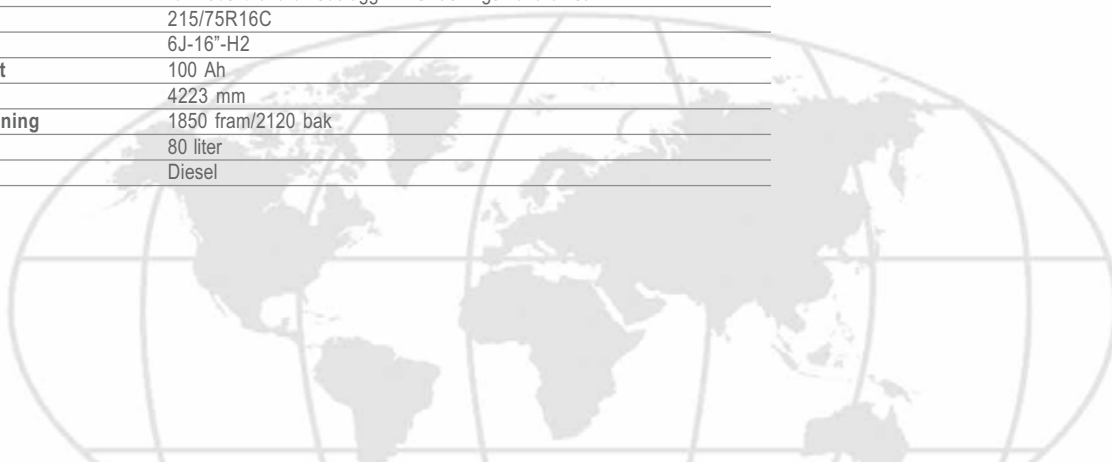 215/75R16C
6J-16”-H2
t 100 Ah
4223 mm
ning 1850 fram/2120 bak
80 liter
Diesel